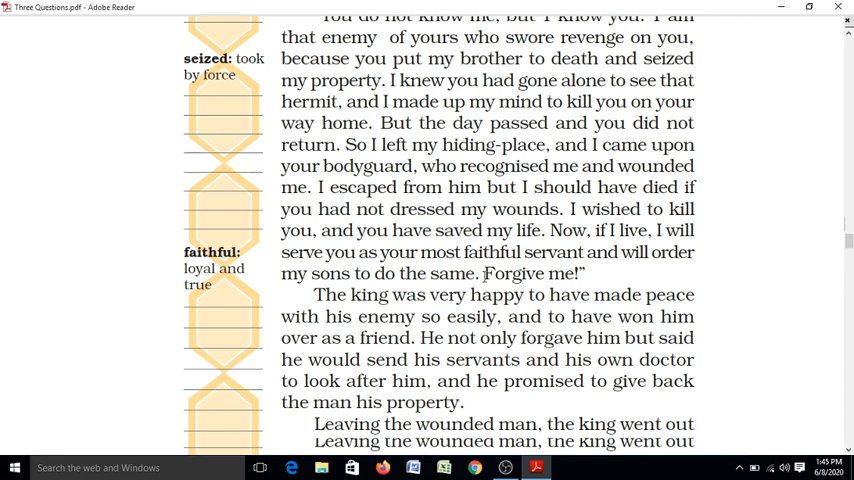 Three Questions.pdf - Adobe Reader
"You do not know me, but I know you. I am
that enemy of yours who swore revenge on you,
because you put my brother to death and seized
my property. I knew you had gone alone to see that
hermit, and I made up my mind to kill you on your
way home. But the day passed and you did not
return. So I left my hiding-place, and I came upon
your bodyguard, who recognised me and wounded
me. I escaped from him but I should have died if
you had not dressed my wounds. I wished to kill
you, and you have saved my life. Now, if I live, I will
serve you as your most faithful servant and will order
my sons to do the same. Forgive me!”
The king was very happy to have made peace
with his enemy so easily, and to have won him
over as a friend. He not only forgave him but said
he would send his servants and his own doctor
to look after him, and he promised to give back
the man his property.
Leaving the wounded man, the king went out
Leaving the wounded man, the king went out
seized: took
by force
faithful:
loyal and
true
Search the web and Windows
1:45 PM
6/8/2020